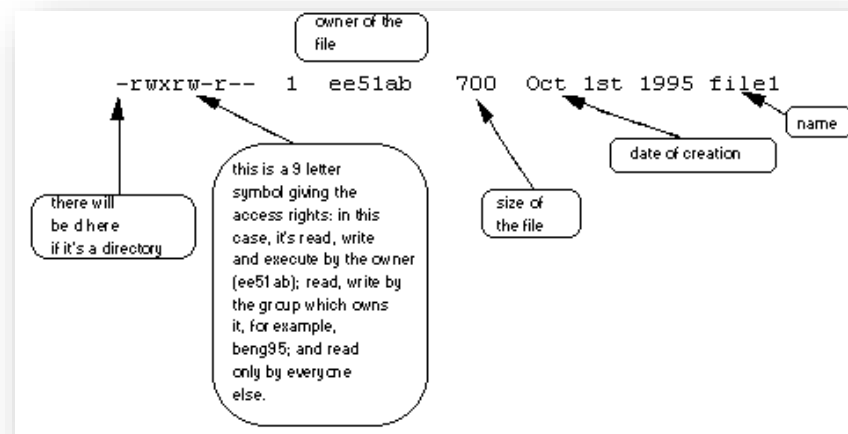 owner of the
file
-rwxrw-r-- 1 ee51ab 700 Oct 1st 1995 file1
name
date of creation
this is a 9 letter
symbol giving the
access rights: in this
case, it's read, write
and execute by the owner
(ee51ab); read, write by
the group which owns
it, for example,
beng95; and read
only by everyone
else.
there will
be d here
if it's a directory
size of
the file